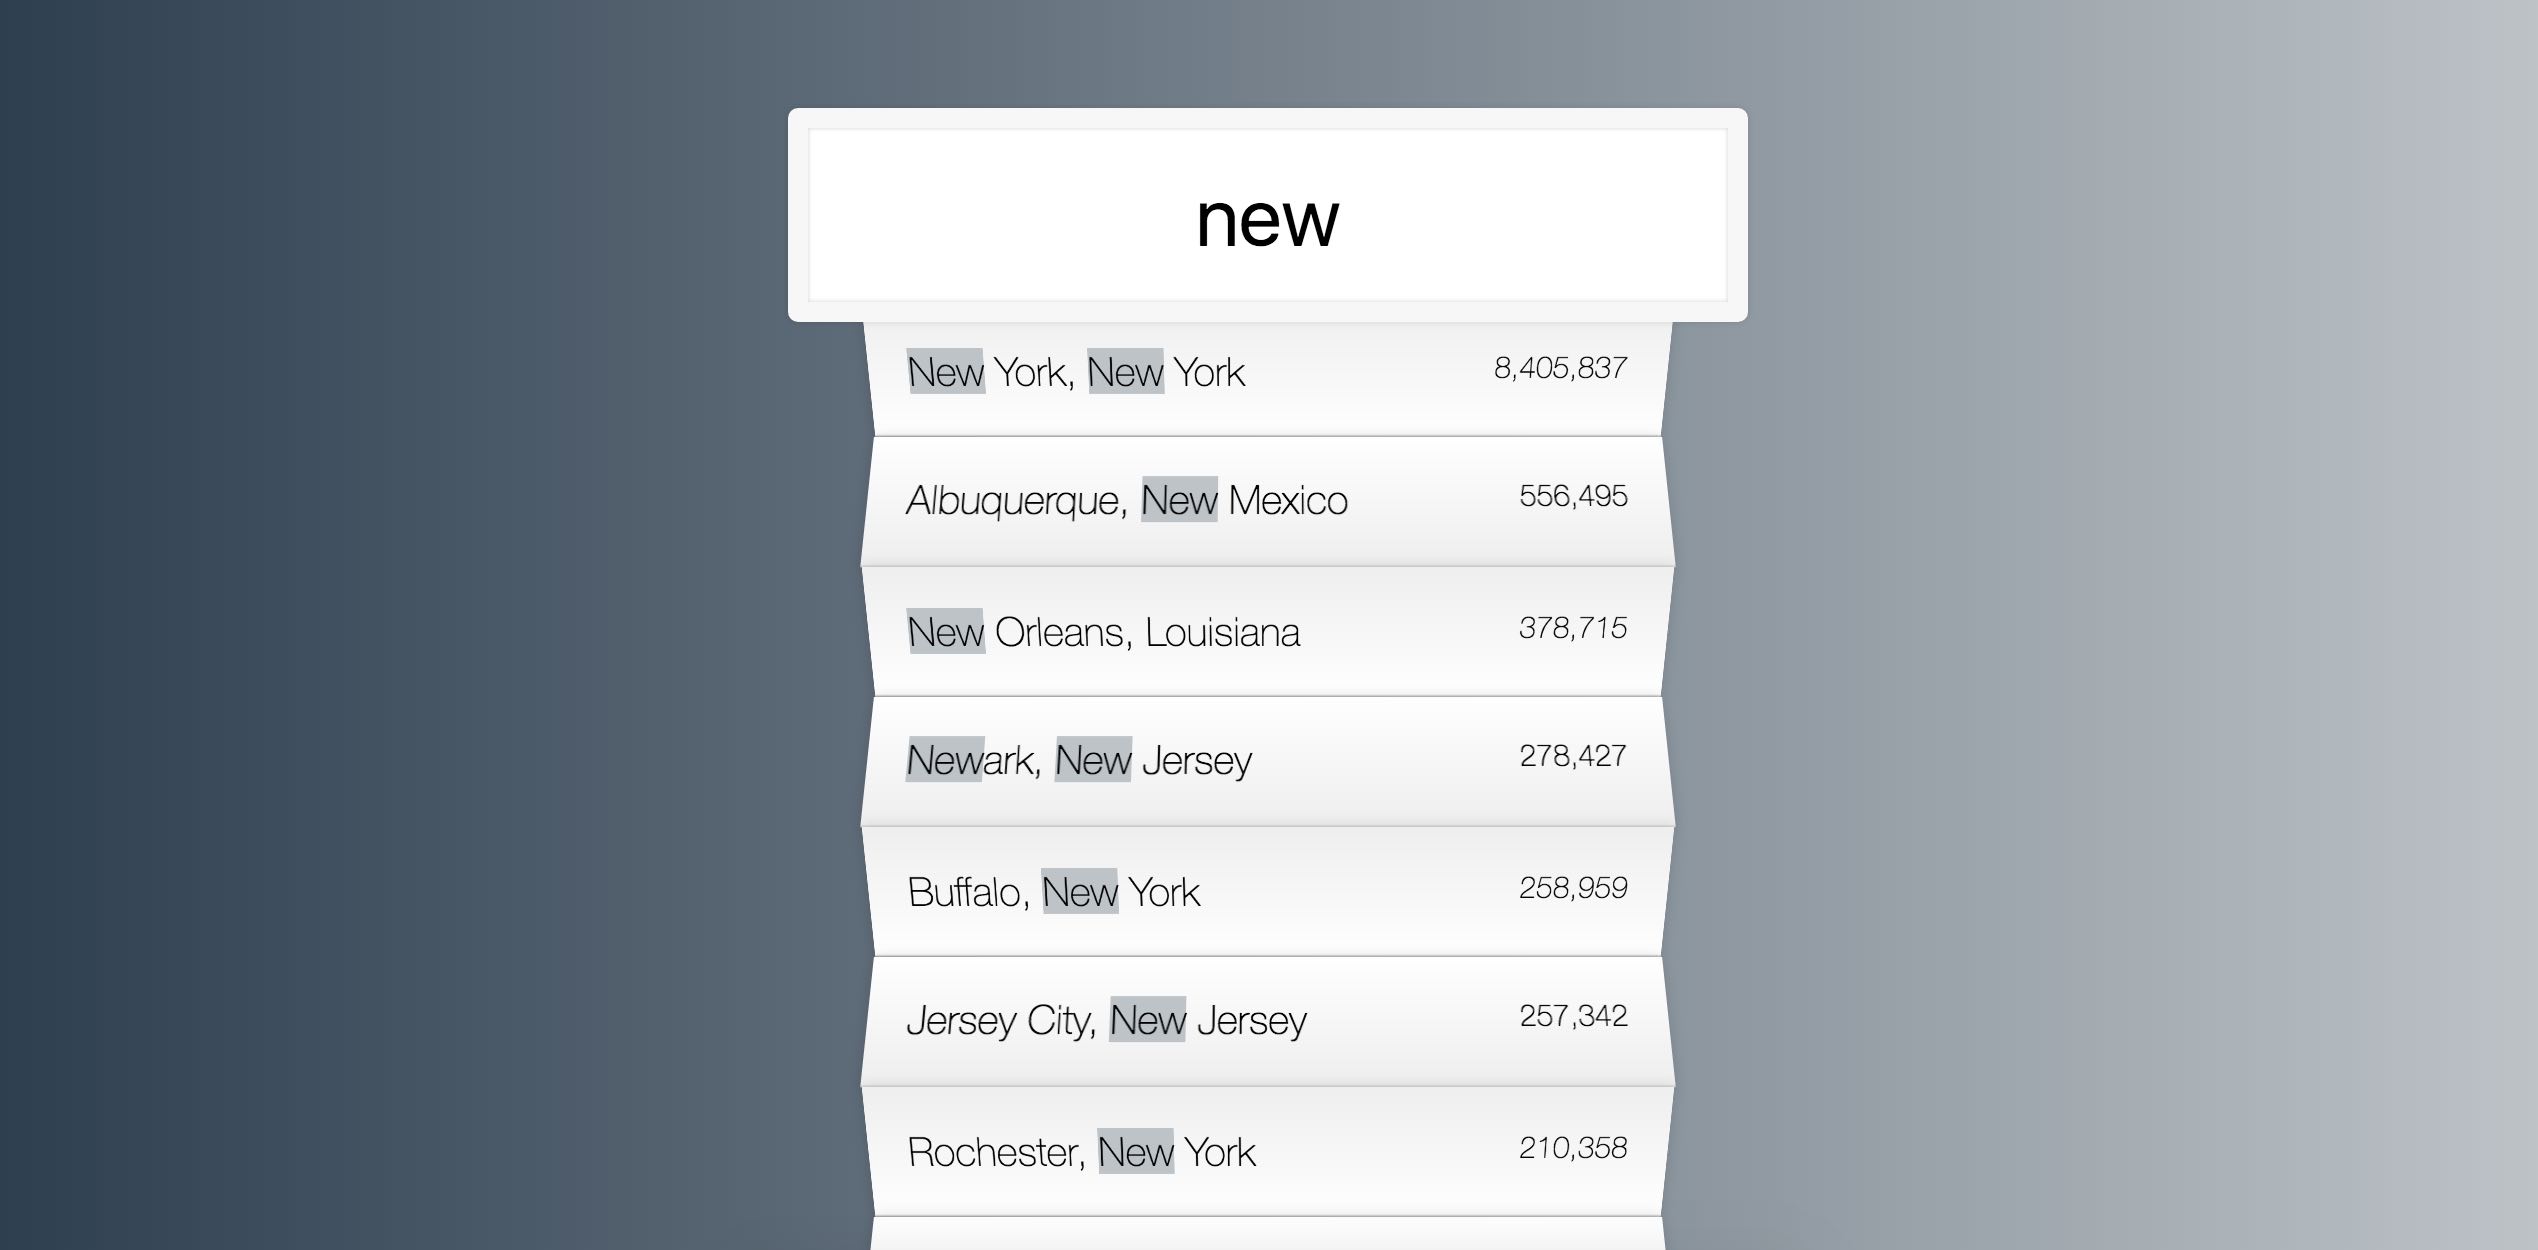 new
New York, New York 8,405,837
Albuquerque, New Mexico 556,495
New Orleans, Louisiana 378,715
Newark, New Jersey 278,427
Buffalo, New York 258,959
Jersey City, New Jersey 257,342
Rochester, New York 210,358